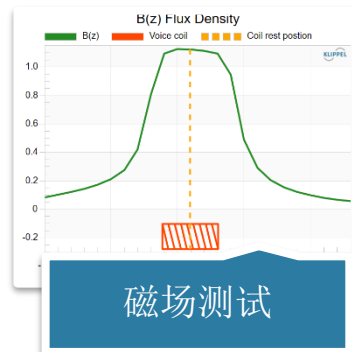 B(z) Flux Density
B(z) Voice coil Coil rest postion
KLIPPEL
1.0
0.8
0.6
0.4
0.2
0
-0.2
磁场测试